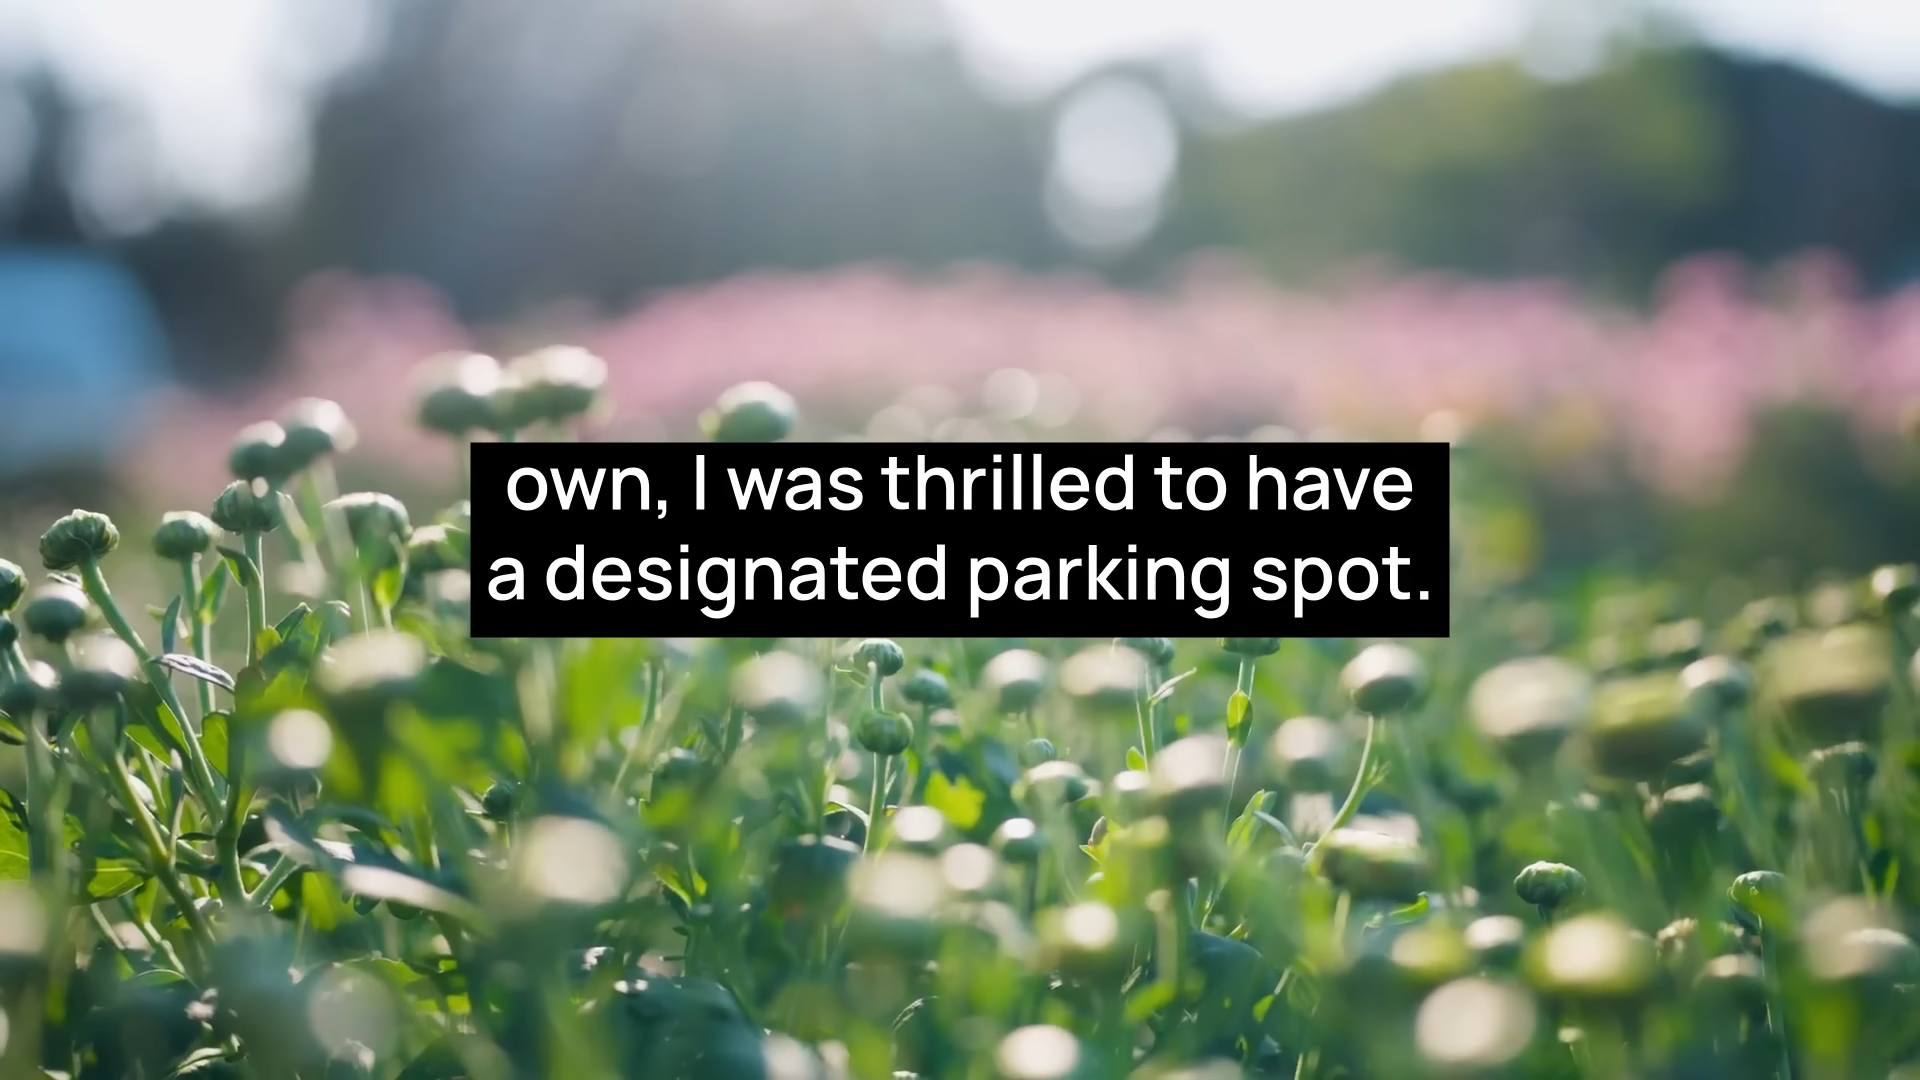 own, I was thrilled to have
a designated parking spot.